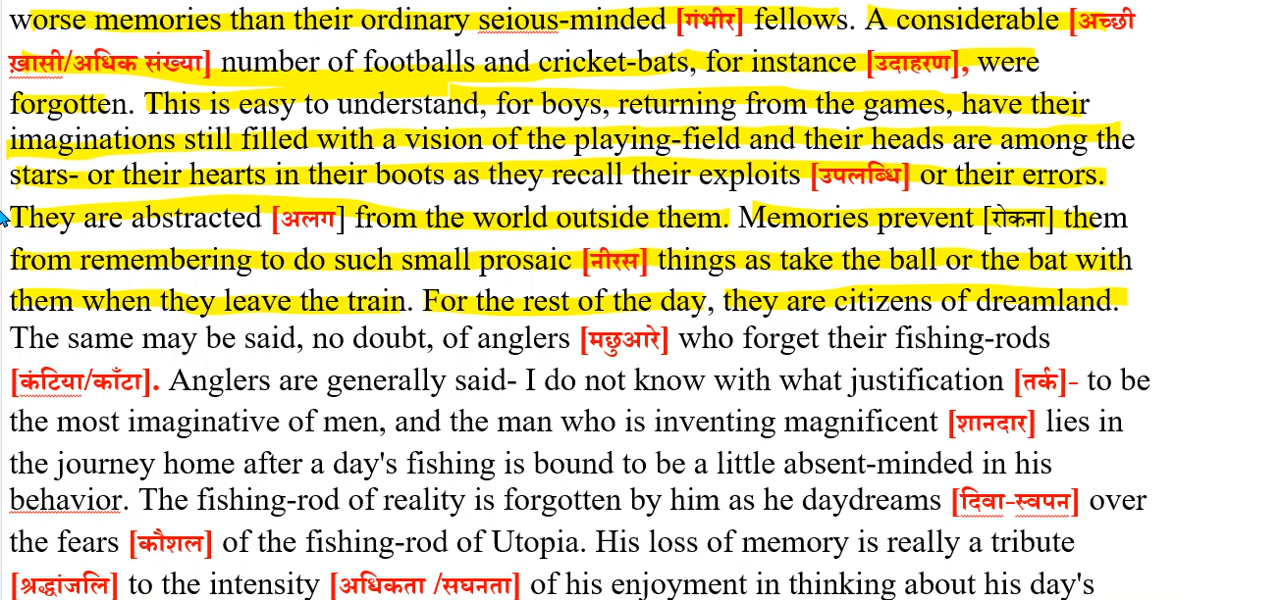 worse memories than their ordinary seious-minded [गंभीर] fellows. A considerable [अच्छी
ख़ासी/अधिक संख्या] number of footballs and cricket-bats, for instance [उदाहरण], were
forgotten. This is easy to understand, for boys, returning from the games, have their
imaginations still filled with a vision of the playing-field and their heads are among the
stars- or their hearts in their boots as they recall their exploits [उपलब्धि] or their errors.
They are abstracted [अलग] from the world outside them. Memories prevent [रोकना] them
from remembering to do such small prosaic [नीरस] things as take the ball or the bat with
them when they leave the train. For the rest of the day, they are citizens of dreamland.
The same may be said, no doubt, of anglers [मछुआरे] who forget their fishing-rods
[कंटिया/काँटा]. Anglers are generally said- I do not know with what justification [तर्क]- to be
the most imaginative of men, and the man who is inventing magnificent [शानदार] lies in
the journey home after a day's fishing is bound to be a little absent-minded in his
behavior. The fishing-rod of reality is forgotten by him as he daydreams [दिवा-स्वपन] over
the fears [कौशल] of the fishing-rod of Utopia. His loss of memory is really a tribute
[श्रद्धांजलि] to the intensity [अधिकता /सघनता] of his enjoyment in thinking about his day's